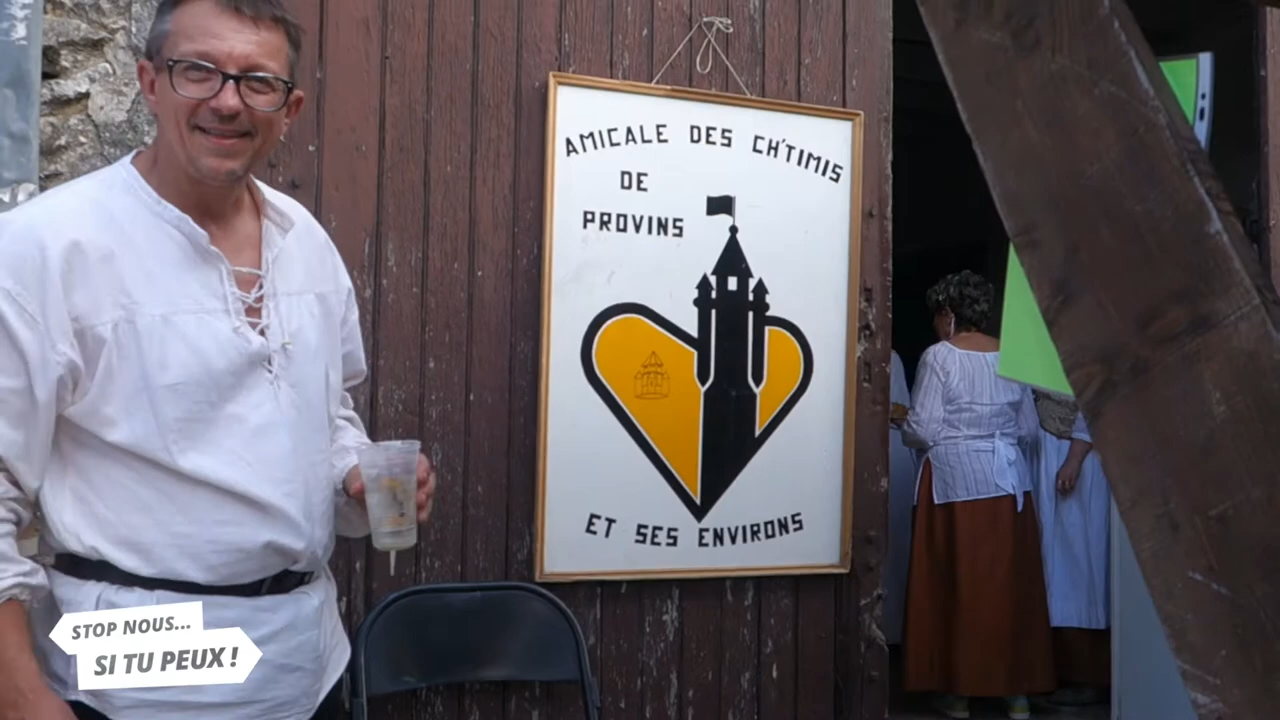 AMICALE DES CH'TIMIS
DE
PROVINS
ET SES ENVIRONS
STOP NOUS...
SI TU PEUX !